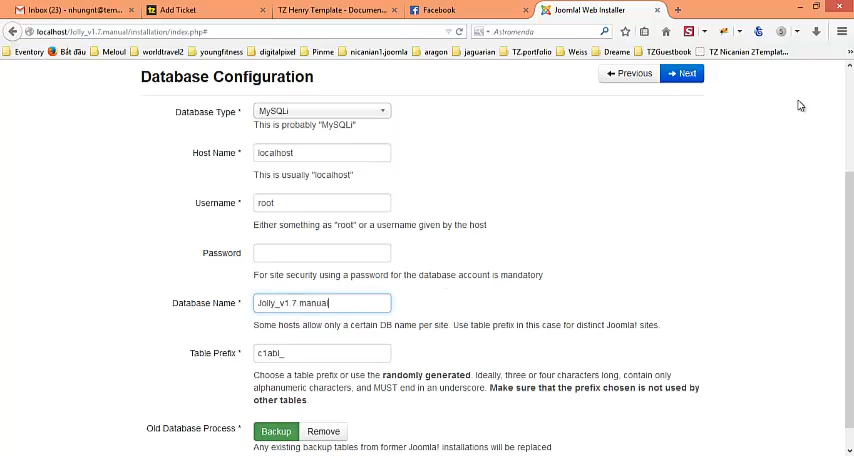 Inbox (23) - nhungnt@tem...
Add Ticket
TZ Henry Template - Documen...
Facebook
Joomla! Web Installer
localhost/Jolly_v1.7.manual/installation/index.php#
Astromenda
Eventory
Bắt đầu
Meloul
worldtravel2
youngfitness
digitalpixel
Pinme
nicanian1.joomla
aragon
jaguarian
TZ.portfolio
Weiss
Dreame
TZGuestbook
TZ Nicanian 2Templat...
Database Configuration
Previous
Next
Database Type *
MySQLi
This is probably "MySQLi"
Host Name *
localhost
This is usually "localhost"
Username *
root
Either something as "root" or a username given by the host
Password
For site security using a password for the database account is mandatory
Database Name *
Jolly_v1.7.manual
Some hosts allow only a certain DB name per site. Use table prefix in this case for distinct Joomla! sites.
Table Prefix *
c1abl_
Choose a table prefix or use the randomly generated. Ideally, three or four characters long, contain only
alphanumeric characters, and MUST end in an underscore. Make sure that the prefix chosen is not used by
other tables.
Old Database Process *
Backup
Remove
Any existing backup tables from former Joomla! installations will be replaced